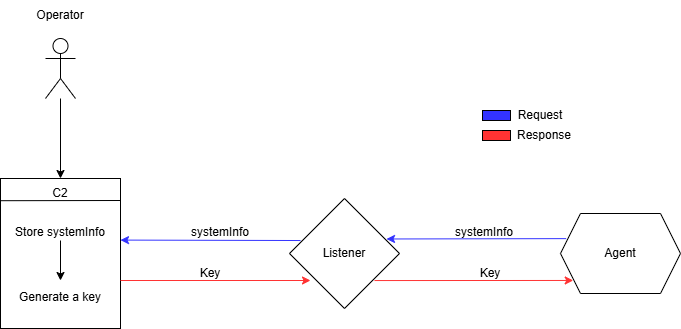 Operator
Request
Response
C2
Store systemInfo
Generate a key
systemInfo
Key
Listener
systemInfo
Key
Agent